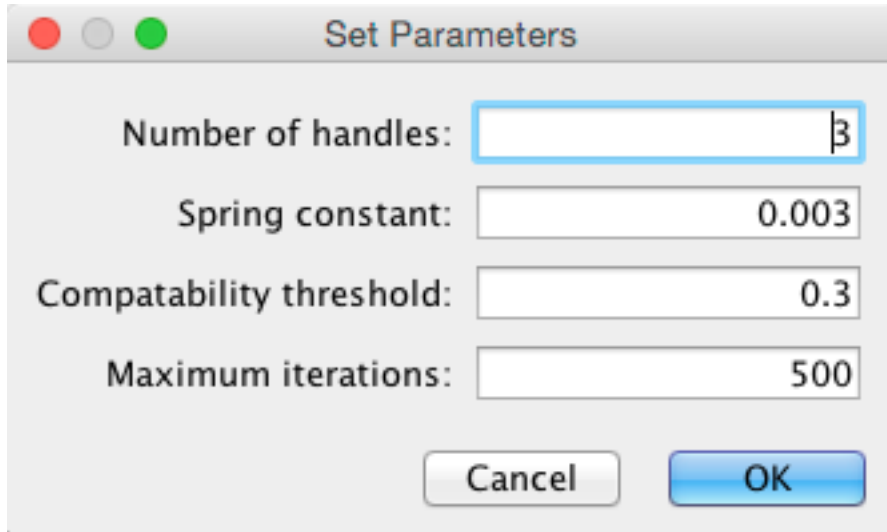 Set Parameters
Number of handles: 3
Spring constant: 0.003
Compatability threshold: 0.3
Maximum iterations: 500
Cancel OK